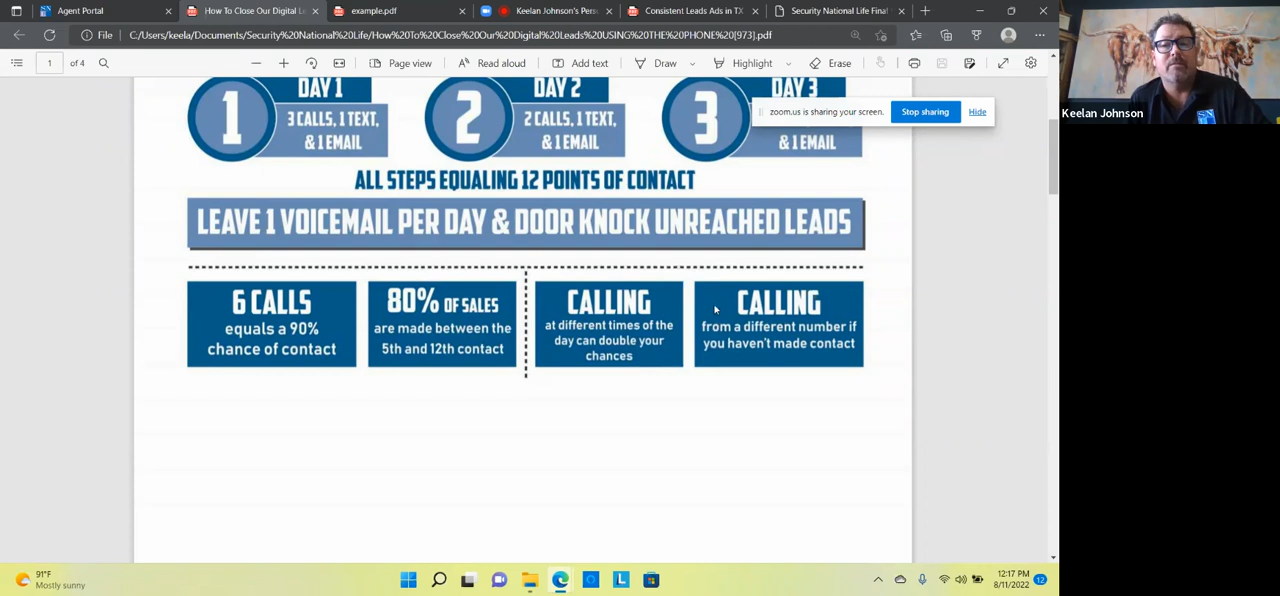 Agent Portal
How To Close Our Digital Le
example.pdf
Keelan Johnson's Pers
Consistent Leads Ads in TX
Security National Life Final
File
C:/Users/keela/Documents/Security%20National%20Life/How%20To%20Close%20Our%20Digital%20Leads%20USING%20THE%20PHONE%20[973].pdf
1 of 4
Page view
Read aloud
Add text
Draw
Highlight
Erase
zoom.us is sharing your screen.
Stop sharing
Hide
Keelan Johnson
1
DAY 1
3 CALLS, 1 TEXT,
& 1 EMAIL
2
DAY 2
2 CALLS, 1 TEXT,
& 1 EMAIL
3
DAY 3
& 1 EMAIL
ALL STEPS EQUALING 12 POINTS OF CONTACT
LEAVE 1 VOICEMAIL PER DAY & DOOR KNOCK UNREACHED LEADS
6 CALLS
equals a 90%
chance of contact
80% OF SALES
are made between the
5th and 12th contact
CALLING
at different times of the
day can double your
chances
CALLING
from a different number if
you haven't made contact
91°F
Mostly sunny
12:17 PM
8/11/2022
12